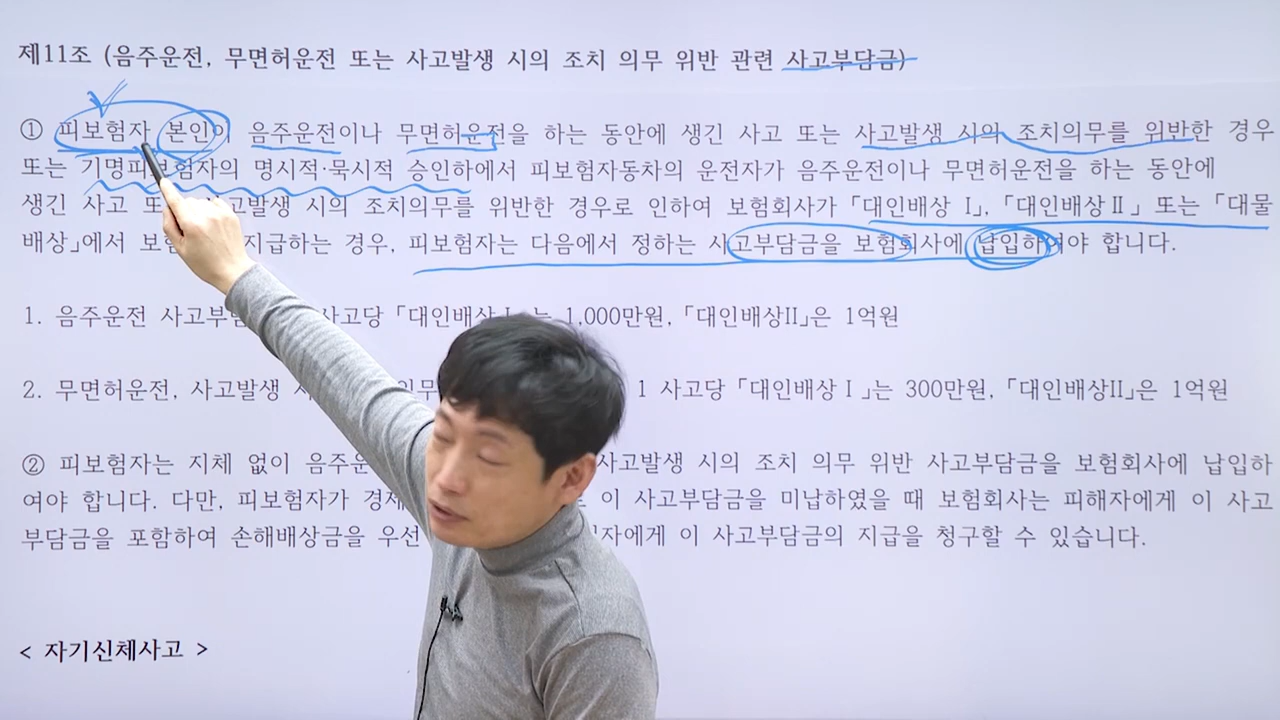 제11조 (음주운전, 무면허운전 또는 사고발생 시의 조치 의무 위반 관련 사고부담금)
① 피보험자 본인이 음주운전이나 무면허운전을 하는 동안에 생긴 사고 또는 사고발생 시의 조치의무를 위반한 경우
또는 기명피보험자의 명시적·묵시적 승인하에서 피보험자동차의 운전자가 음주운전이나 무면허운전을 하는 동안에
생긴 사고 또 사고발생 시의 조치의무를 위반한 경우로 인하여 보험회사가 「대인배상 Ⅰ」, 「대인배상Ⅱ」 또는 「대물
배상」에서 보 지급하는 경우, 피보험자는 다음에서 정하는 사고부담금을 보험회사에 납입하여야 합니다.
1. 음주운전 사고부 사고당 「대인배상Ⅰ」는 1,000만원, 「대인배상II」은 1억원
2. 무면허운전, 사고발생 의무 1 사고당 「대인배상Ⅰ」는 300만원, 「대인배상II」은 1억원
② 피보험자는 지체 없이 음주운 사고발생 시의 조치 의무 위반 사고부담금을 보험회사에 납입하
여야 합니다. 다만, 피보험자가 경제 이 사고부담금을 미납하였을 때 보험회사는 피해자에게 이 사고
부담금을 포함하여 손해배상금을 우선 자에게 이 사고부담금의 지급을 청구할 수 있습니다.
< 자기신체사고 >